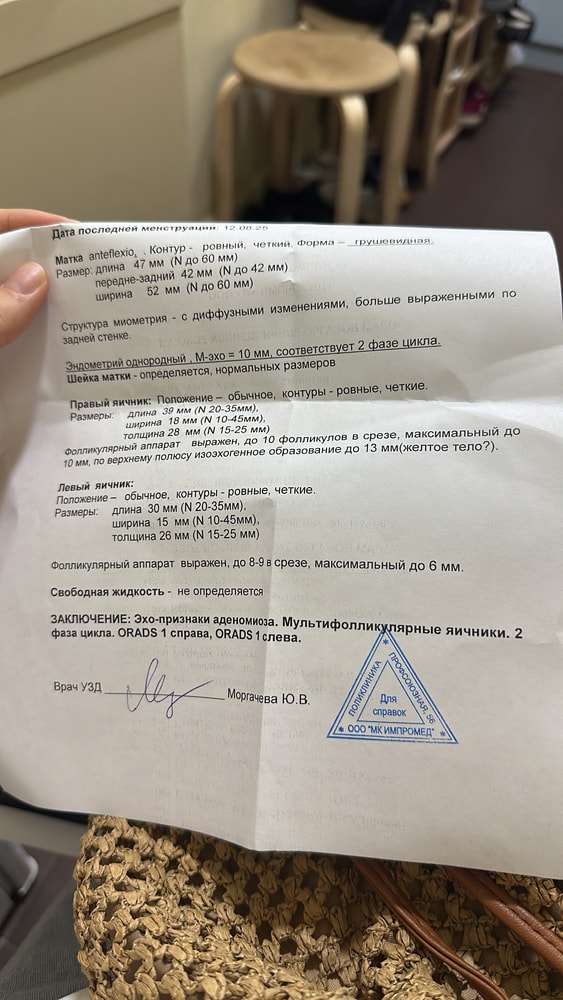 Дата последней менструации 12.08.25
Матка anteflexio, . Контур - ровный, четкий. Форма – грушевидная.
Размер: длина 47 мм (N до 60 мм)
передне-задний 42 мм (N до 42 мм)
ширина 52 мм (N до 60 мм)
Структура миометрия - с диффузными изменениями, больше выраженными по
задней стенке.
Эндометрий однородный , М-эхо = 10 мм, соответствует 2 фазе цикла.
Шейка матки - определяется, нормальных размеров
Правый яичник: Положение – обычное, контуры - ровные, четкие.
Размеры: длина 39 мм (N 20-35мм),
ширина 18 мм (N 10-45мм),
толщина 28 мм (N 15-25 мм)
Фолликулярный аппарат выражен, до 10 фолликулов в срезе, максимальный до
10 мм, по верхнему полюсу изоэхогенное образование до 13 мм(желтое тело?).
Левый яичник:
Положение – обычное, контуры - ровные, четкие.
Размеры: длина 30 мм (N 20-35мм),
ширина 15 мм (N 10-45мм),
толщина 26 мм (N 15-25 мм)
Фолликулярный аппарат выражен, до 8-9 в срезе, максимальный до 6 мм.
Свободная жидкость - не определяется
ЗАКЛЮЧЕНИЕ: Эхо-признаки аденомиоза. Мультифолликулярные яичники. 2
фаза цикла. ORADS 1 справа, ORADS 1 слева.
Врач УЗД Моргачева Ю.В.
ПОЛИКЛИНИКА
ПРОФСОЮЗНАЯ, 56
Для
справок
ООО "МК ИМПРОМЕД"